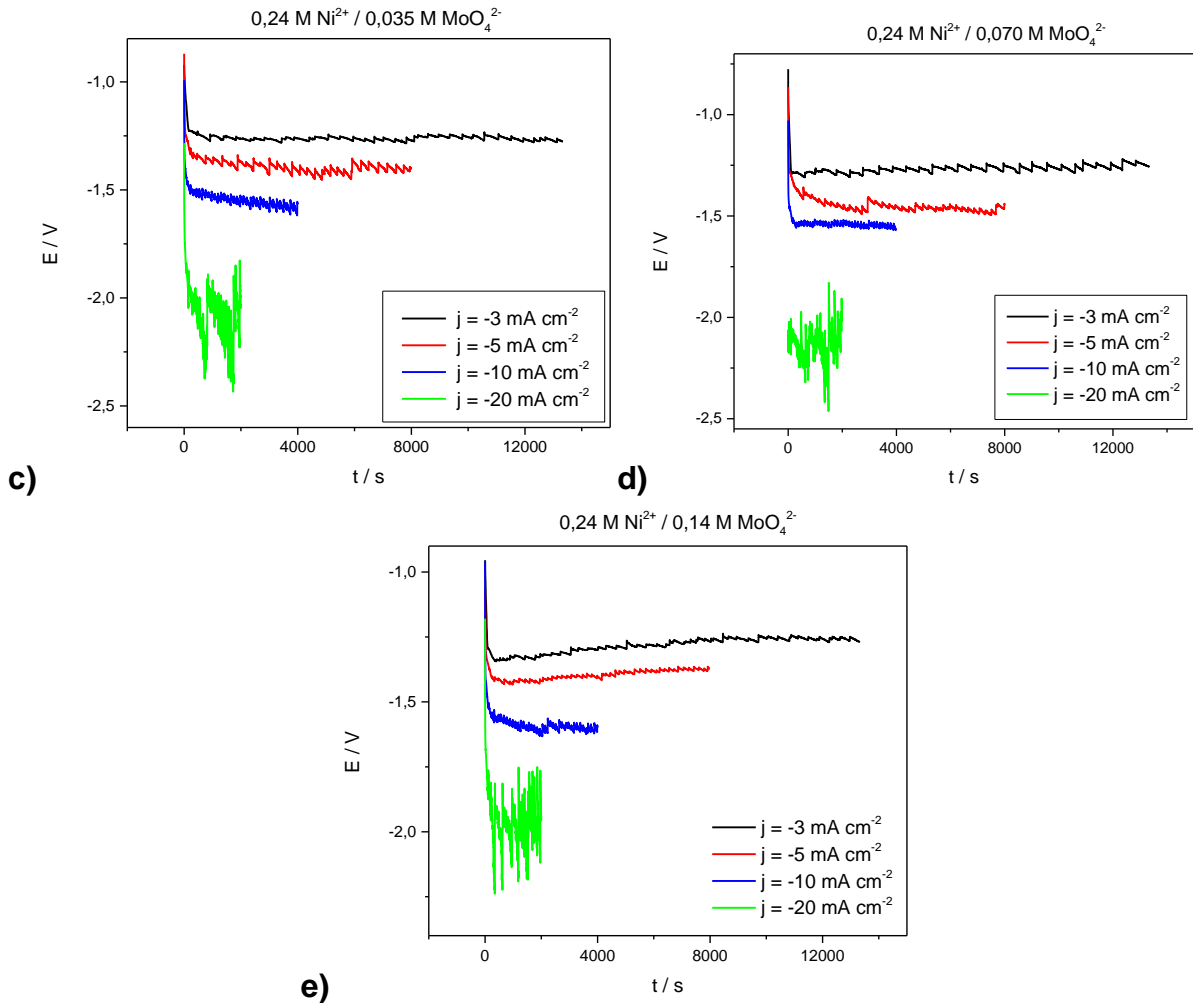 0,24 M Ni²⁺ / 0,035 M MoO₄²⁻
-1,0
-1,5
-2,0
-2,5
E / V
0 4000 8000 12000
t / s
j = -3 mA cm⁻²
j = -5 mA cm⁻²
j = -10 mA cm⁻²
j = -20 mA cm⁻²
c)
0,24 M Ni²⁺ / 0,070 M MoO₄²⁻
-1,0
-1,5
-2,0
-2,5
E / V
0 4000 8000 12000
t / s
j = -3 mA cm⁻²
j = -5 mA cm⁻²
j = -10 mA cm⁻²
j = -20 mA cm⁻²
d)
0,24 M Ni²⁺ / 0,14 M MoO₄²⁻
-1,0
-1,5
-2,0
E / V
0 4000 8000 12000
t / s
j = -3 mA cm⁻²
j = -5 mA cm⁻²
j = -10 mA cm⁻²
j = -20 mA cm⁻²
e)